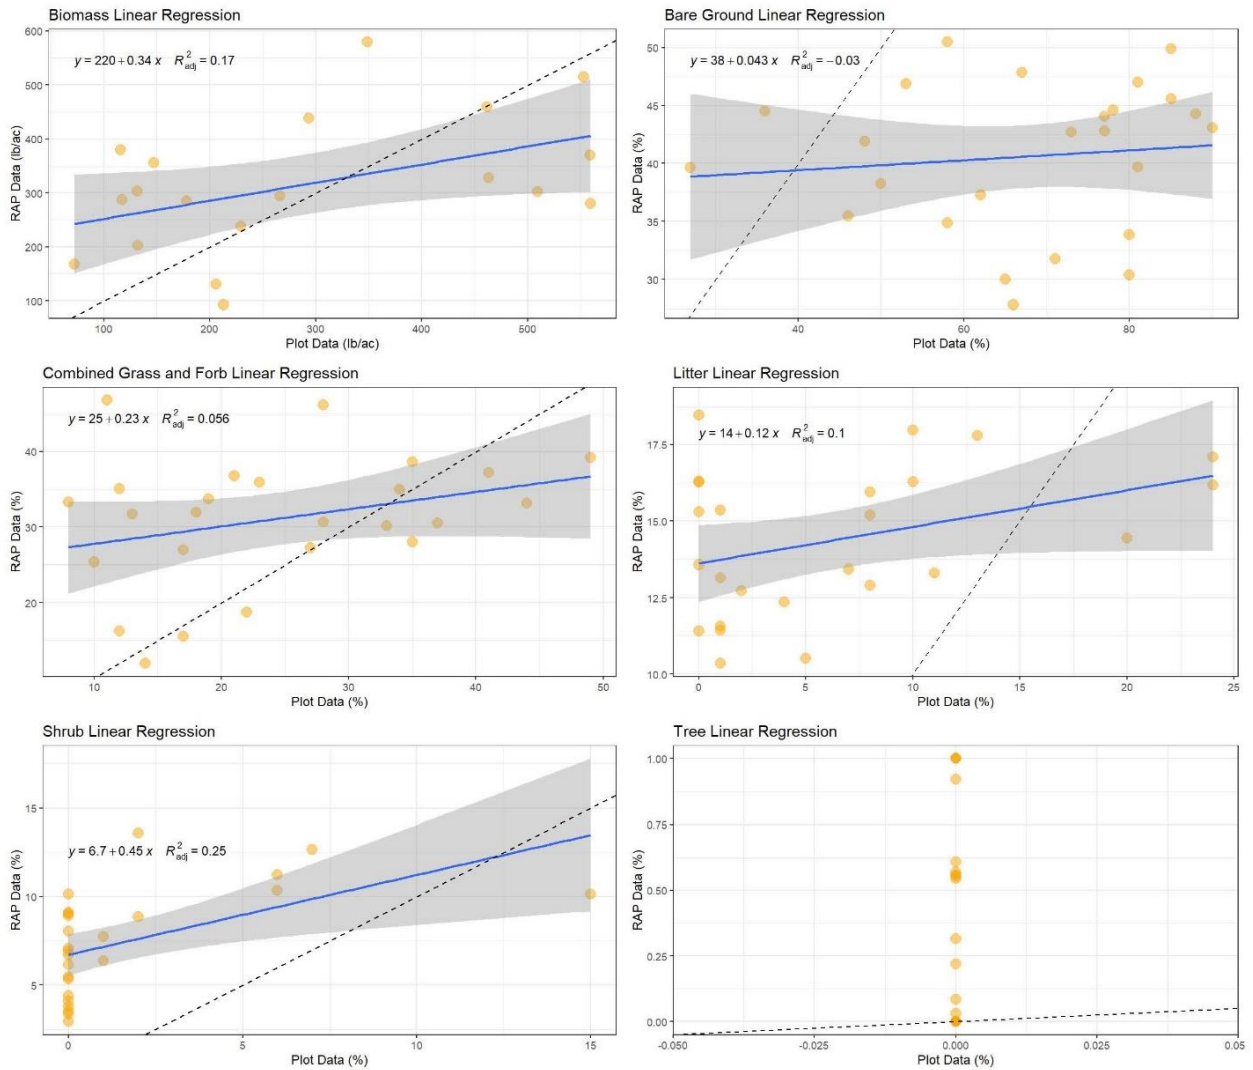 Biomass Linear Regression
y = 220 + 0.34 x R²adj = 0.17
600
500
400
300
200
100
RAP Data (lb/ac)
100 200 300 400 500
Plot Data (lb/ac)
Bare Ground Linear Regression
y = 38 + 0.043 x R²adj = −0.03
50
45
40
35
30
RAP Data (%)
40 60 80
Plot Data (%)
Combined Grass and Forb Linear Regression
y = 25 + 0.23 x R²adj = 0.056
40
30
20
RAP Data (%)
10 20 30 40 50
Plot Data (%)
Litter Linear Regression
y = 14 + 0.12 x R²adj = 0.1
17.5
15.0
12.5
10.0
RAP Data (%)
0 5 10 15 20 25
Plot Data (%)
Shrub Linear Regression
y = 6.7 + 0.45 x R²adj = 0.25
15
10
5
RAP Data (%)
0 5 10 15
Plot Data (%)
Tree Linear Regression
1.00
0.75
0.50
0.25
0.00
RAP Data (%)
-0.050 -0.025 0.000 0.025 0.05
Plot Data (%)